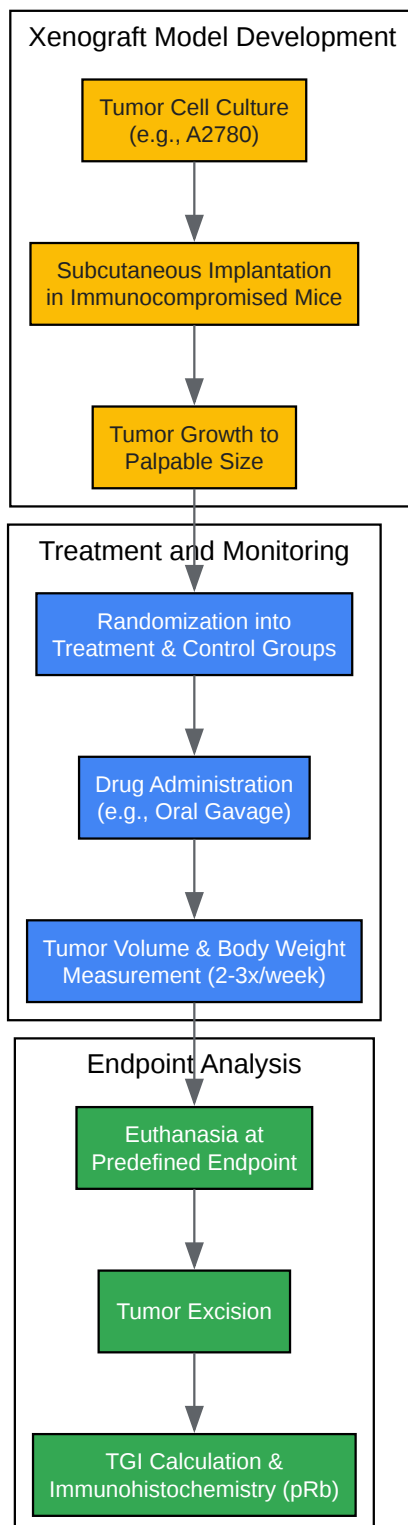 Xenograft Model Development
Tumor Cell Culture
(e.g., A2780)
Subcutaneous Implantation
in Immunocompromised Mice
Tumor Growth to
Palpable Size
Treatment and Monitoring
Randomization into
Treatment & Control Groups
Drug Administration
(e.g., Oral Gavage)
Tumor Volume & Body Weight
Measurement (2-3x/week)
Endpoint Analysis
Euthanasia at
Predefined Endpoint
Tumor Excision
TGI Calculation &
Immunohistochemistry (pRb)